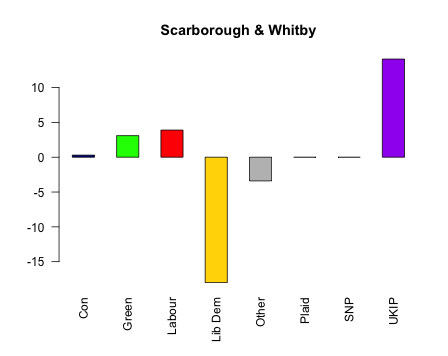 Scarborough & Whitby
10
5
0
-5
-10
-15
Con
Green
Labour
Lib Dem
Other
Plaid
SNP
UKIP